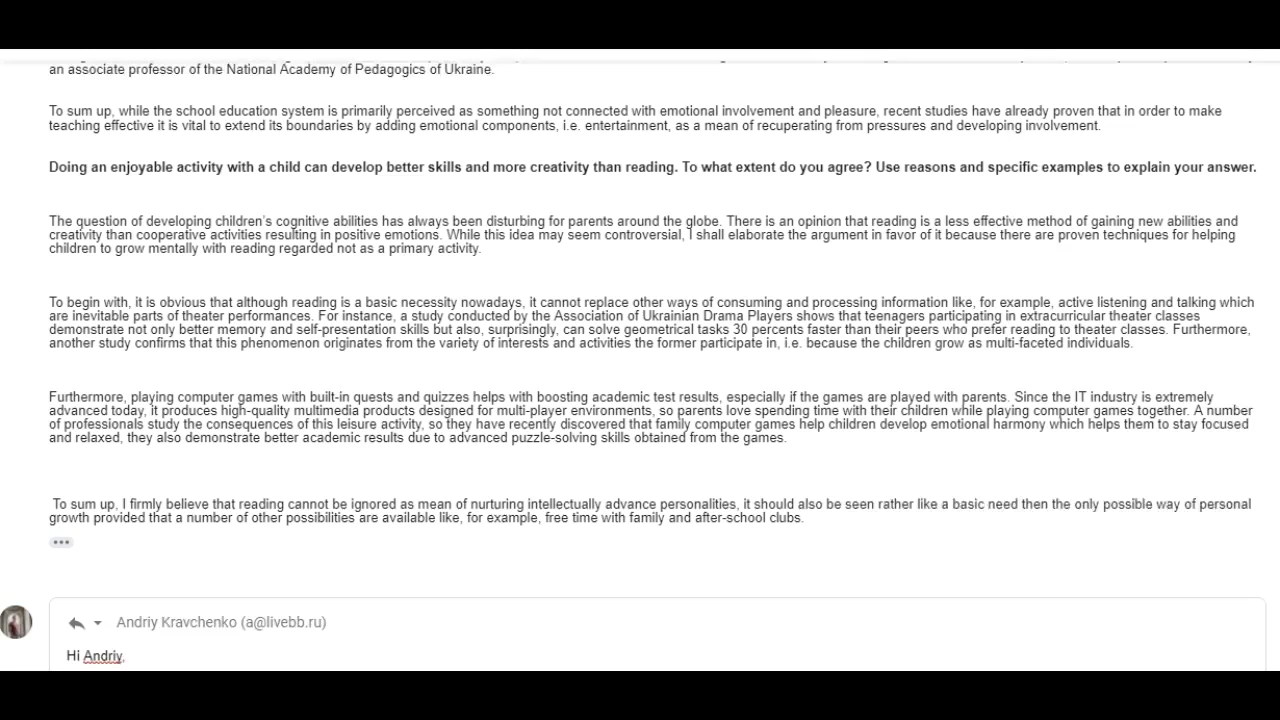 an associate professor of the National Academy of Pedagogics of Ukraine.
To sum up, while the school education system is primarily perceived as something not connected with emotional involvement and pleasure, recent studies have already proven that in order to make
teaching effective it is vital to extend its boundaries by adding emotional components, i.e. entertainment, as a mean of recuperating from pressures and developing involvement.
Doing an enjoyable activity with a child can develop better skills and more creativity than reading. To what extent do you agree? Use reasons and specific examples to explain your answer.
The question of developing children's cognitive abilities has always been disturbing for parents around the globe. There is an opinion that reading is a less effective method of gaining new abilities and
creativity than cooperative activities resulting in positive emotions. While this idea may seem controversial, I shall elaborate the argument in favor of it because there are proven techniques for helping
children to grow mentally with reading regarded not as a primary activity.
To begin with, it is obvious that although reading is a basic necessity nowadays, it cannot replace other ways of consuming and processing information like, for example, active listening and talking which
are inevitable parts of theater performances. For instance, a study conducted by the Association of Ukrainian Drama Players shows that teenagers participating in extracurricular theater classes
demonstrate not only better memory and self-presentation skills but also, surprisingly, can solve geometrical tasks 30 percents faster than their peers who prefer reading to theater classes. Furthermore,
another study confirms that this phenomenon originates from the variety of interests and activities the former participate in, i.e. because the children grow as multi-faceted individuals.
Furthermore, playing computer games with built-in quests and quizzes helps with boosting academic test results, especially if the games are played with parents. Since the IT industry is extremely
advanced today, it produces high-quality multimedia products designed for multi-player environments, so parents love spending time with their children while playing computer games together. A number
of professionals study the consequences of this leisure activity, so they have recently discovered that family computer games help children develop emotional harmony which helps them to stay focused
and relaxed, they also demonstrate better academic results due to advanced puzzle-solving skills obtained from the games.
To sum up, I firmly believe that reading cannot be ignored as mean of nurturing intellectually advance personalities, it should also be seen rather like a basic need then the only possible way of personal
growth provided that a number of other possibilities are available like, for example, free time with family and after-school clubs.
Andriy Kravchenko (a@livebb.ru)
Hi Andriy,